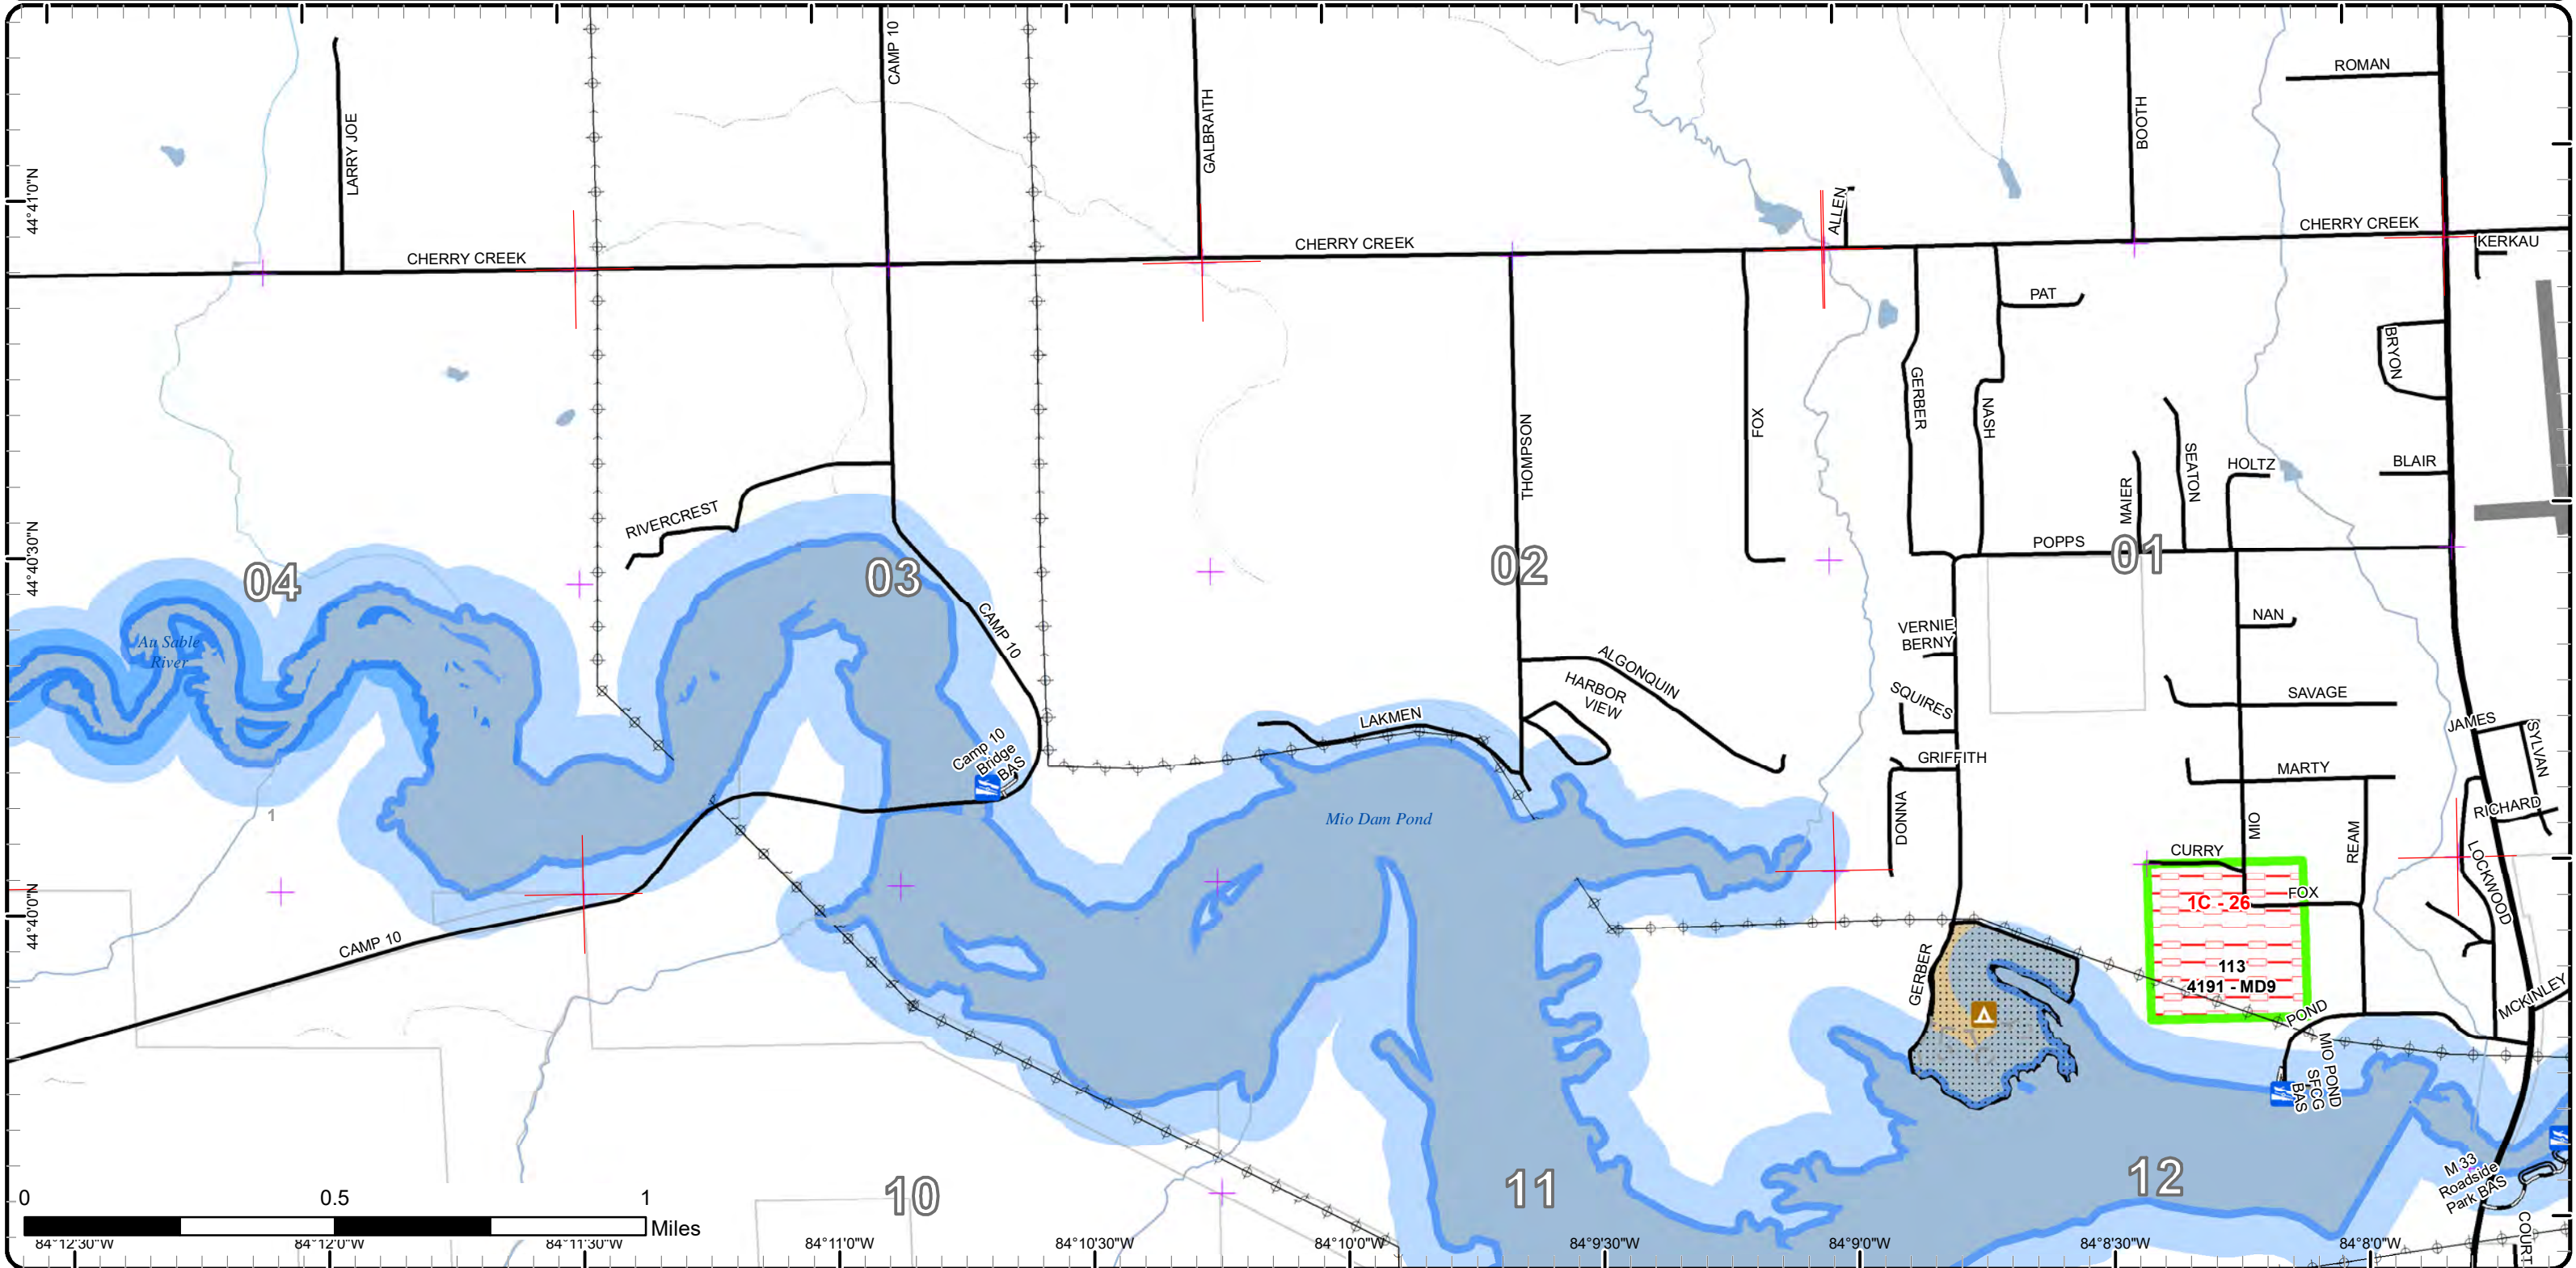 CAMP 10
LARRY JOE
GALBRAITH
BOOTH
ROMAN
ALLEN
44°41'0"N
CHERRY CREEK
CHERRY CREEK
CHERRY CREEK
KERKAU
PAT
BRYON
FOX
GERBER
NASH
THOMPSON
SEATON
HOLTZ
BLAIR
MAIER
RIVERCREST
POPPS
44°40'30"N
04
03
02
01
Au Sable
River
CAMP 10
NAN
VERNIE
BERNY
ALGONQUIN
HARBOR
VIEW
SQUIRES
SAVAGE
LAKMEN
JAMES
SYLVAN
Camp 10
Bridge
BAS
GRIFFITH
MARTY
1
Mio Dam Pond
DONNA
MIO
REAM
RICHARD
CURRY
LOCKWOOD
44°40'0"N
1C - 26
FOX
CAMP 10
GERBER
113
4191 - MD9
MCKINLEY
POND
MIO POND
SFCG
BAS
M 33
Roadside
Park BAS
10
11
12
COURT
0
0.5
1
Miles
84°12'30"W
84°12'0"W
84°11'30"W
84°11'0"W
84°10'30"W
84°10'0"W
84°9'30"W
84°9'0"W
84°8'30"W
84°8'0"W